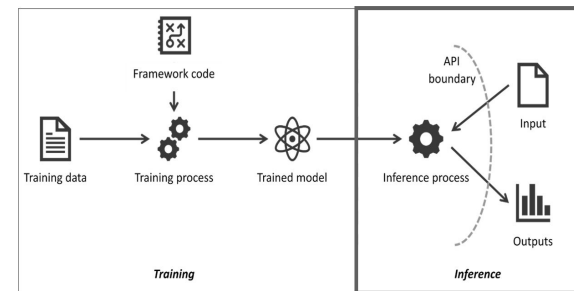 Framework code
Training data
Training process
Trained model
Training
API
boundary
Input
Inference process
Outputs
Inference